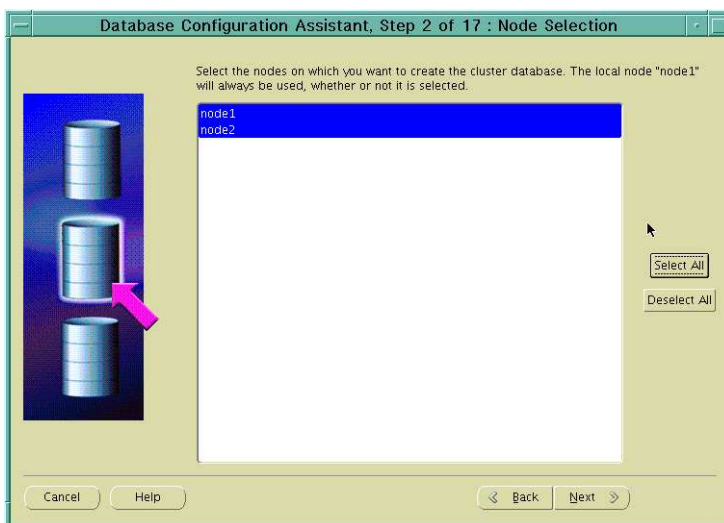 Database Configuration Assistant, Step 2 of 17 : Node Selection
Select the nodes on which you want to create the cluster database. The local node "node1"
will always be used, whether or not it is selected.
node1
node2
Select All
Deselect All
Cancel
Help
Back
Next